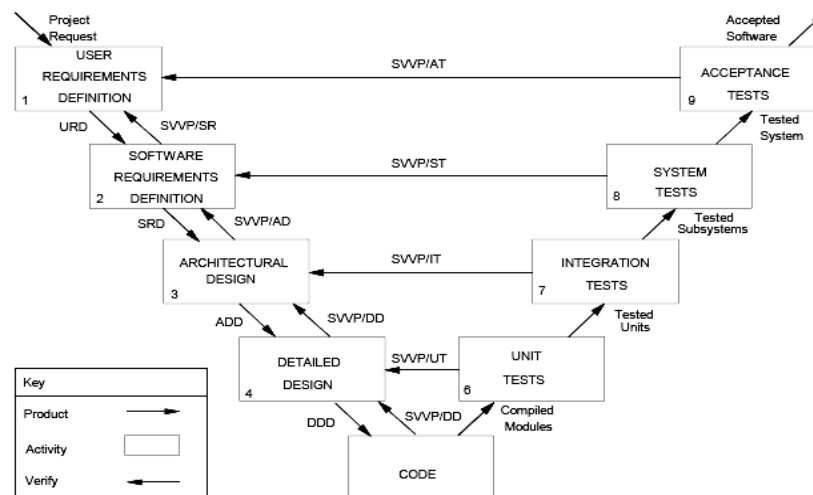 Project
Request
Accepted
Software
USER
REQUIREMENTS
DEFINITION
1
SVVP/AT
ACCEPTANCE
TESTS
9
URD
SVVP/SR
Tested
System
SOFTWARE
REQUIREMENTS
DEFINITION
2
SVVP/ST
SYSTEM
TESTS
8
SRD
SVVP/AD
Tested
Subsystems
ARCHITECTURAL
DESIGN
3
SVVP/IT
INTEGRATION
TESTS
7
ADD
SVVP/DD
Tested
Units
DETAILED
DESIGN
4
SVVP/UT
UNIT
TESTS
6
DDD
SVVP/DD
Compiled
Modules
CODE
Key
Product
Activity
Verify